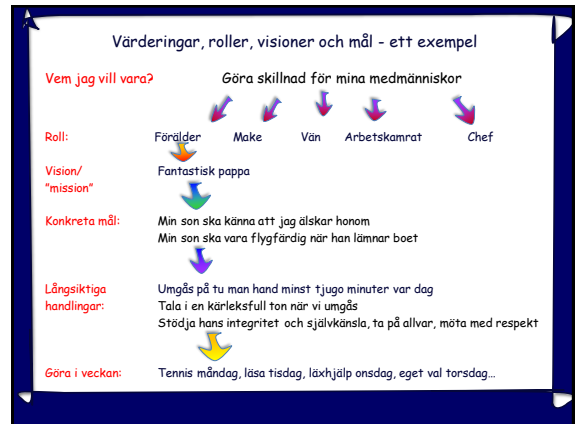 Värderingar, roller, visioner och mål - ett exempel
Vem jag vill vara? Göra skillnad för mina medmänniskor
Roll: Förälder Make Vän Arbetskamrat Chef
Vision/ Fantastisk pappa
"mission"
Konkreta mål: Min son ska känna att jag älskar honom
Min son ska vara flygfärdig när han lämnar boet
Långsiktiga Umgås på tu man hand minst tjugo minuter var dag
handlingar: Tala i en kärleksfull ton när vi umgås
Stödja hans integritet och självkänsla, ta på allvar, möta med respekt
Göra i veckan: Tennis måndag, läsa tisdag, läxhjälp onsdag, eget val torsdag…